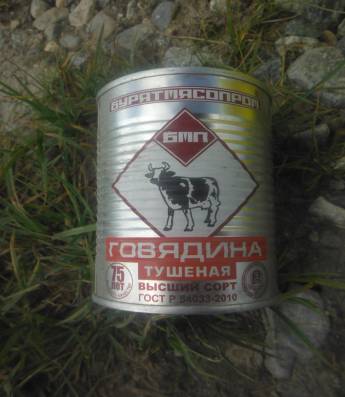 БУРЯТМЯСОПРОМ
БМП
ГОВЯДИНА
75 ЛЕТ
ТУШЕНАЯ
ВЫСШИЙ СОРТ
ГОСТ Р 54033-2010